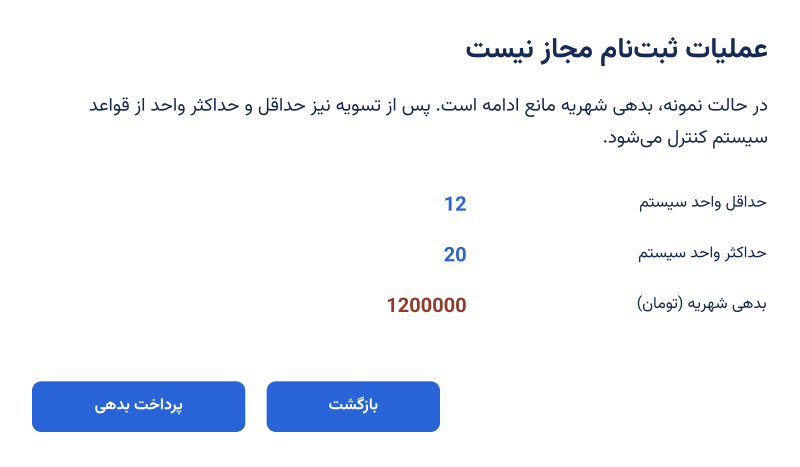 عملیات ثبت‌نام مجاز نیست
در حالت نمونه، بدهی شهریه مانع ادامه است. پس از تسویه نیز حداقل و حداکثر واحد از قواعد
سیستم کنترل می‌شود.
حداقل واحد سیستم 12
حداکثر واحد سیستم 20
بدهی شهریه (تومان) 1200000
بازگشت پرداخت بدهی